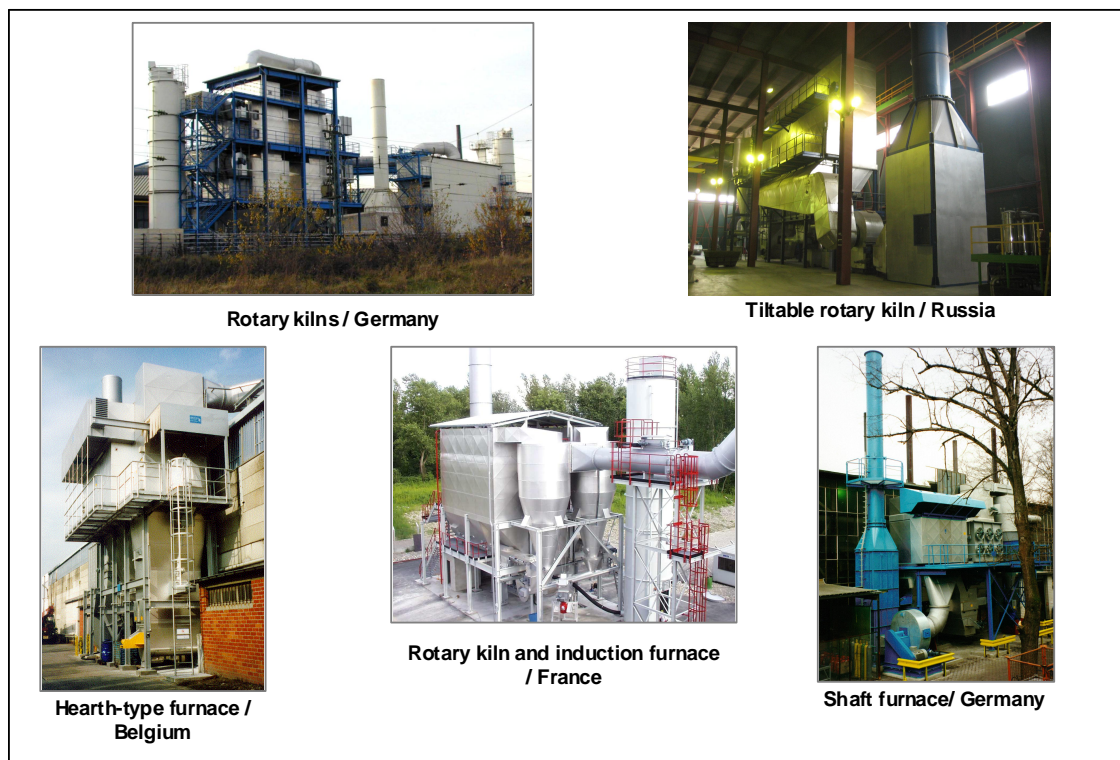 Rotary kilns / Germany
Tiltable rotary kiln / Russia
Hearth-type furnace /
Belgium
Rotary kiln and induction furnace
/ France
Shaft furnace/ Germany